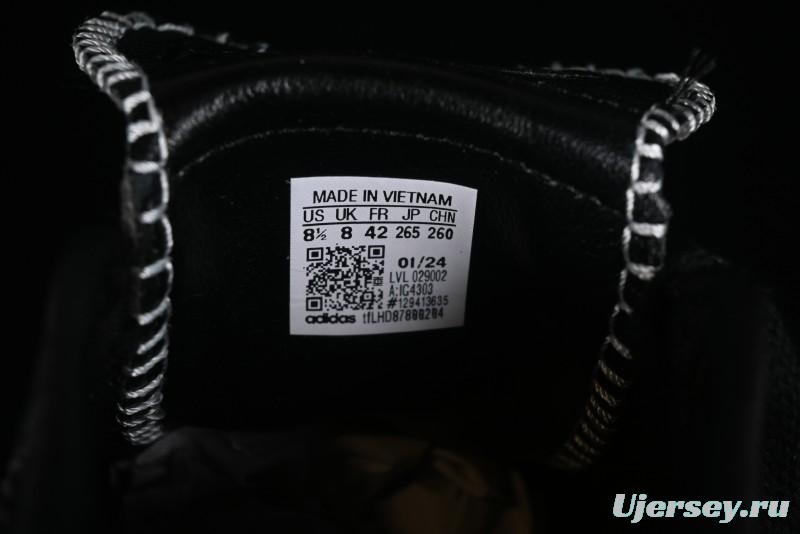 MADE IN VIETNAM
US UK FR JP CHN
8½ 8 42 265 260
01/24
LVL 029002
A:IC4303
#129413635
adidas
Ujersey.ru